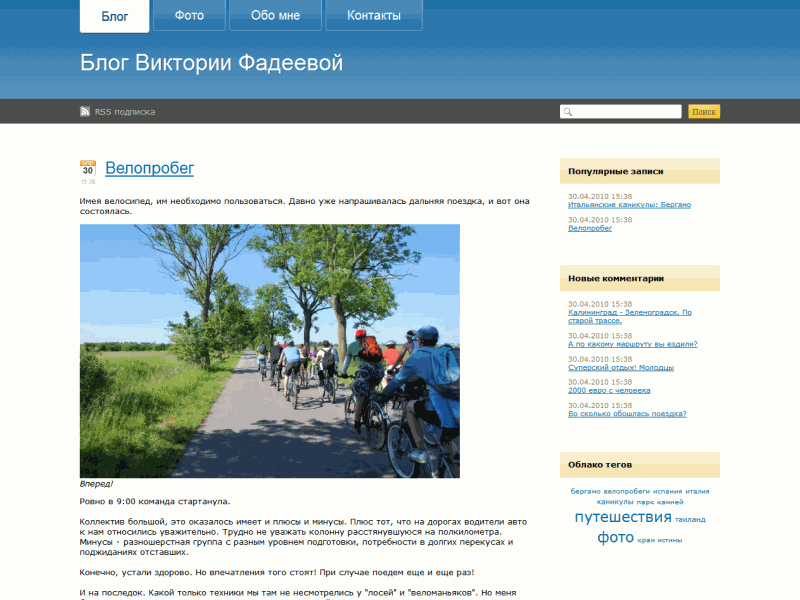 Блог
Фото
Обо мне
Контакты
Блог Виктории Фадеевой
RSS подписка
Поиск
30
15:38
Велопробег
Имея велосипед, им необходимо пользоваться. Давно уже напрашивалась дальняя поездка, и вот она
состоялась.
Вперед!
Ровно в 9:00 команда стартанула.
Коллектив большой, это оказалось имеет и плюсы и минусы. Плюс тот, что на дорогах водители авто
к нам относились уважительно. Трудно не уважать колонну расстянувшуюся на полкилометра.
Минусы - разношерстная группа с разным уровнем подготовки, потребности в долгих перекусах и
поджиданиях отставших.
Конечно, устали здорово. Но впечатления того стоят! При случае поедем еще и еще раз!
И на последок. Какой только техники мы там не несмотрелись у "лосей" и "веломаньяков". Но меня
Популярные записи
30.04.2010 15:38
Итальянские каникулы: Бергамо
30.04.2010 15:38
Велопробег
Новые комментарии
30.04.2010 15:38
Калининград - Зеленоградск. По
старой трассе.
30.04.2010 15:38
А по какому маршруту вы ездили?
30.04.2010 15:38
Суперский отдых! Молодцы
30.04.2010 15:38
2000 евро с человека
30.04.2010 15:38
Во сколько обошлась поездка?
Облако тегов
бергамо велопробеги испания италия
каникулы парк камней
путешествия таиланд
фото храм истины